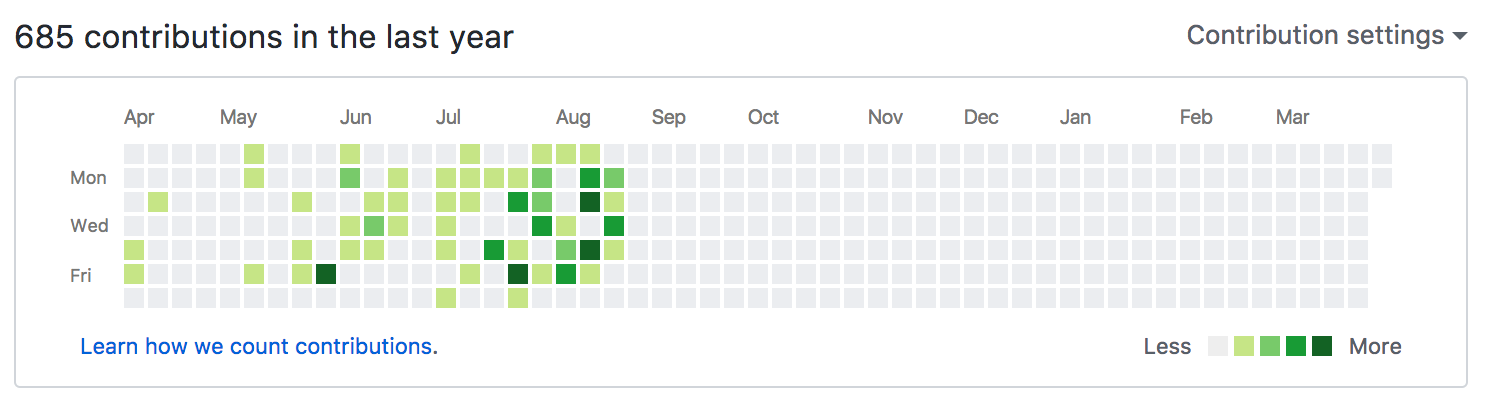 685 contributions in the last year
Contribution settings
Apr May Jun Jul Aug Sep Oct Nov Dec Jan Feb Mar
Mon
Wed
Fri
Learn how we count contributions.
Less More